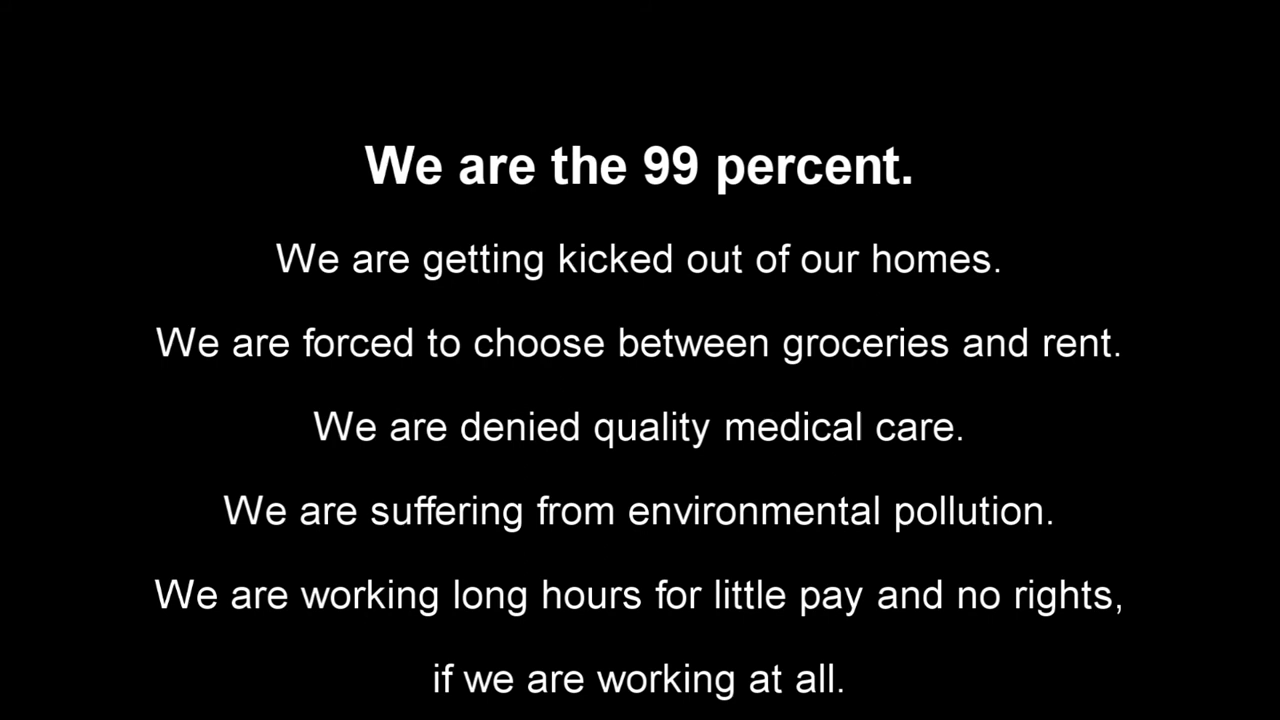 We are the 99 percent.
We are getting kicked out of our homes.
We are forced to choose between groceries and rent.
We are denied quality medical care.
We are suffering from environmental pollution.
We are working long hours for little pay and no rights,
if we are working at all.